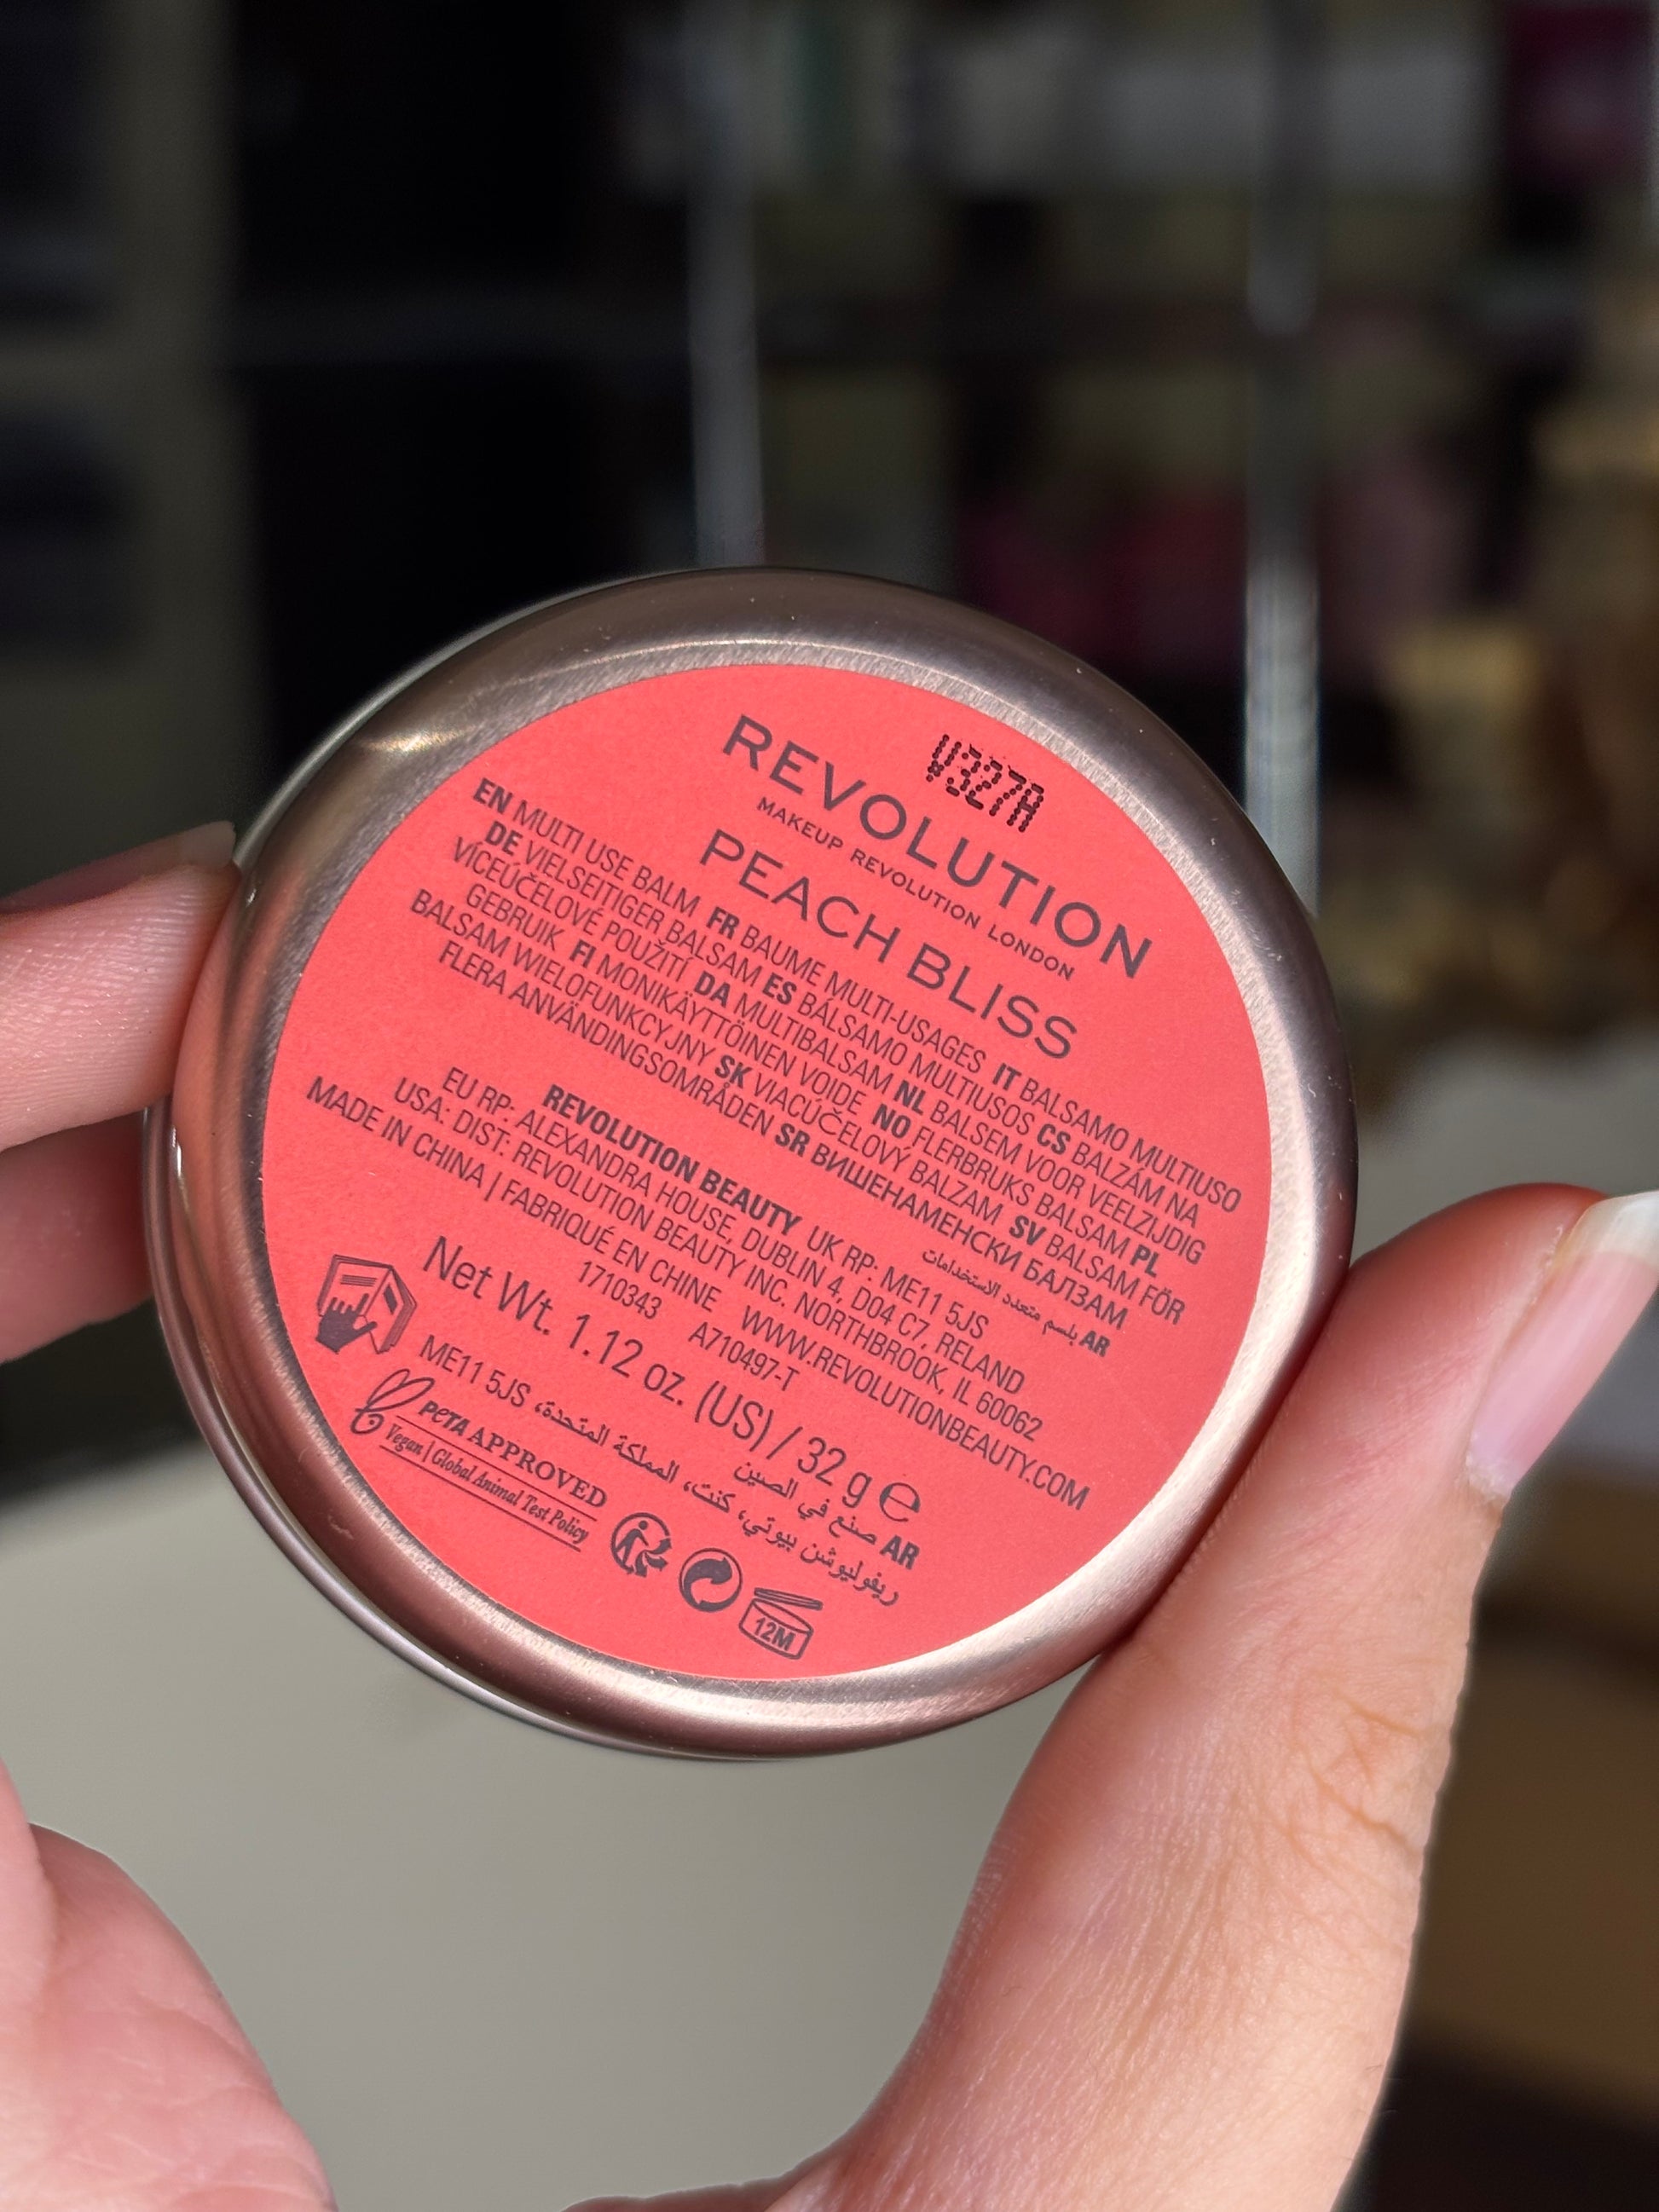 V327A
REVOLUTION
MAKEUP REVOLUTION LONDON
PEACH BLISS
EN MULTI USE BALM FR BAUME MULTI-USAGES IT BALSAMO MULTIUSO
DE VIELSEITIGER BALSAM ES BÁLSAMO MULTIUSOS CS BALZÁM NA
VÍCEÚČELOVÉ POUŽITÍ DA MULTIBALSAM NL BALSEM VOOR VEELZIJDIG
GEBRUIK FI MONIKÄYTTÖINEN VOIDE NO FLERBRUKS BALSAM PL
BALSAM WIELOFUNKCYJNY SK VIACÚČELOVÝ BALZAM SV BALSAM FÖR
FLERA ANVÄNDINGSOMRÅDEN SR ВИШЕНАМЕНСКИ БАЛЗАМ
AR بلسم متعدد الاستخدامات
REVOLUTION BEAUTY UK RP: ME11 5JS
EU RP: ALEXANDRA HOUSE, DUBLIN 4, D04 C7, RELAND
USA: DIST: REVOLUTION BEAUTY INC. NORTHBROOK, IL 60062
MADE IN CHINA | FABRIQUÉ EN CHINE WWW.REVOLUTIONBEAUTY.COM
1710343 A710497-T
Net Wt. 1.12 oz. (US) / 32 g e
AR صنع في الصين
ريفوليوشن بيوتي، كنت، المملكة المتحدة، ME11 5JS
PETA APPROVED
Vegan | Global Animal Test Policy
12M